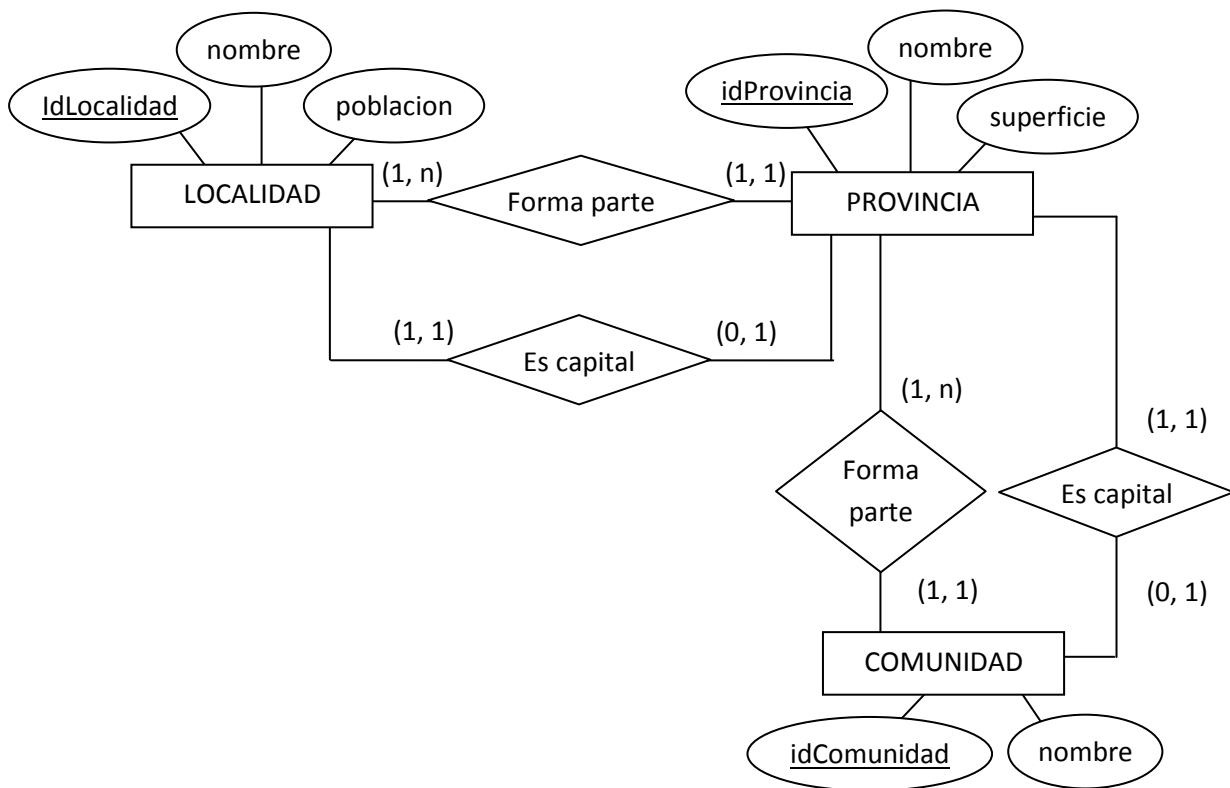 nombre
IdLocalidad
poblacion
LOCALIDAD
(1, n)
Forma parte
(1, 1)
nombre
idProvincia
superficie
PROVINCIA
(1, 1)
Es capital
(0, 1)
(1, n)
Forma
parte
(1, 1)
(1, 1)
Es capital
(0, 1)
COMUNIDAD
idComunidad
nombre